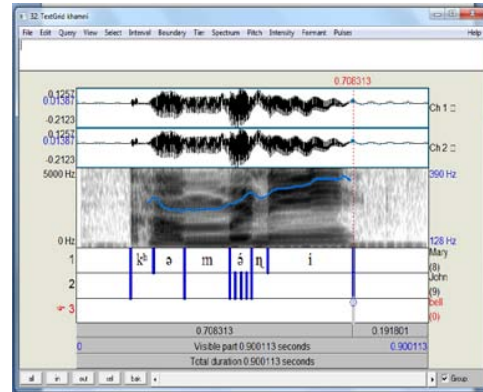 32. TextGrid khamni
File Edit Query View Select Interval Boundary Tier Spectrum Pitch Intensity Formant Pulses Help
0.708313
0.1257
0.01387
-0.2123
Ch 1
0.1257
0.01387
-0.2123
Ch 2
5000 Hz
390 Hz
0 Hz
128 Hz
1 kʰ ə m ə́ ɳ i Mary (8)
2 John (9)
3 bell (0)
0.708313 0.191801
0 Visible part 0.900113 seconds 0.900113
Total duration 0.900113 seconds
all in out sel bak Group